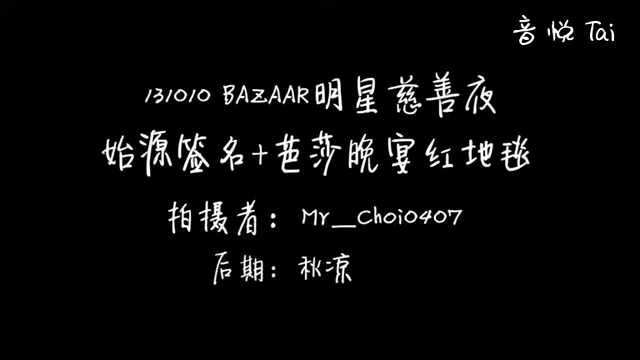 音悦Tai
131010 BAZAAR明星慈善夜
始源签名+芭莎晚宴红地毯
拍摄者：Mr__Choi0407
后期：秋凉